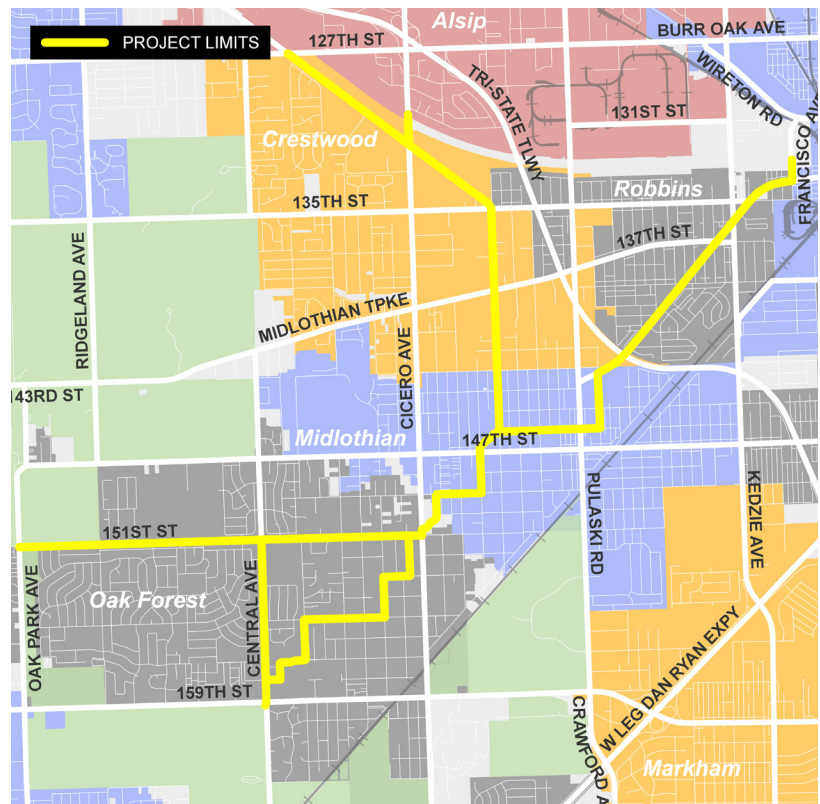 Alsip
BURR OAK AVE
PROJECT LIMITS
127TH ST
WIRETON RD
TRI-STATE TLWY
131ST ST
FRANCISCO AVE
Crestwood
Robbins
135TH ST
137TH ST
RIDGELAND AVE
MIDLOTHIAN TPKE
CICERO AVE
143RD ST
Midlothian
147TH ST
PULASKI RD
KEDZIE AVE
151ST ST
Oak Forest
OAK PARK AVE
CENTRAL AVE
W LEG DAN RYAN EXPY
159TH ST
CRAWFORD A
Markham